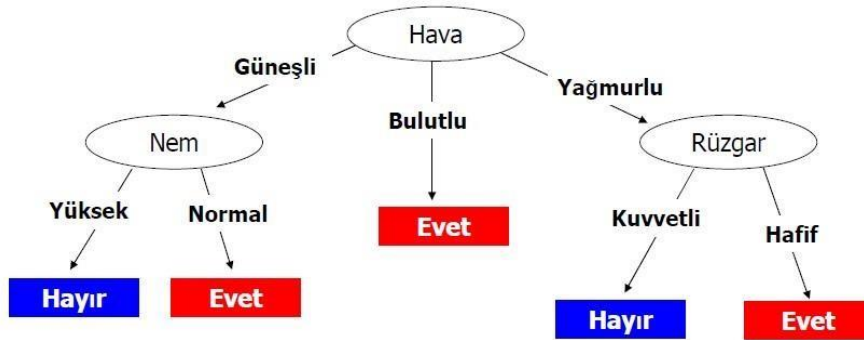 Hava
Güneşli
Bulutlu
Yağmurlu
Nem
Rüzgar
Yüksek
Normal
Evet
Kuvvetli
Hafif
Hayır
Evet
Hayır
Evet